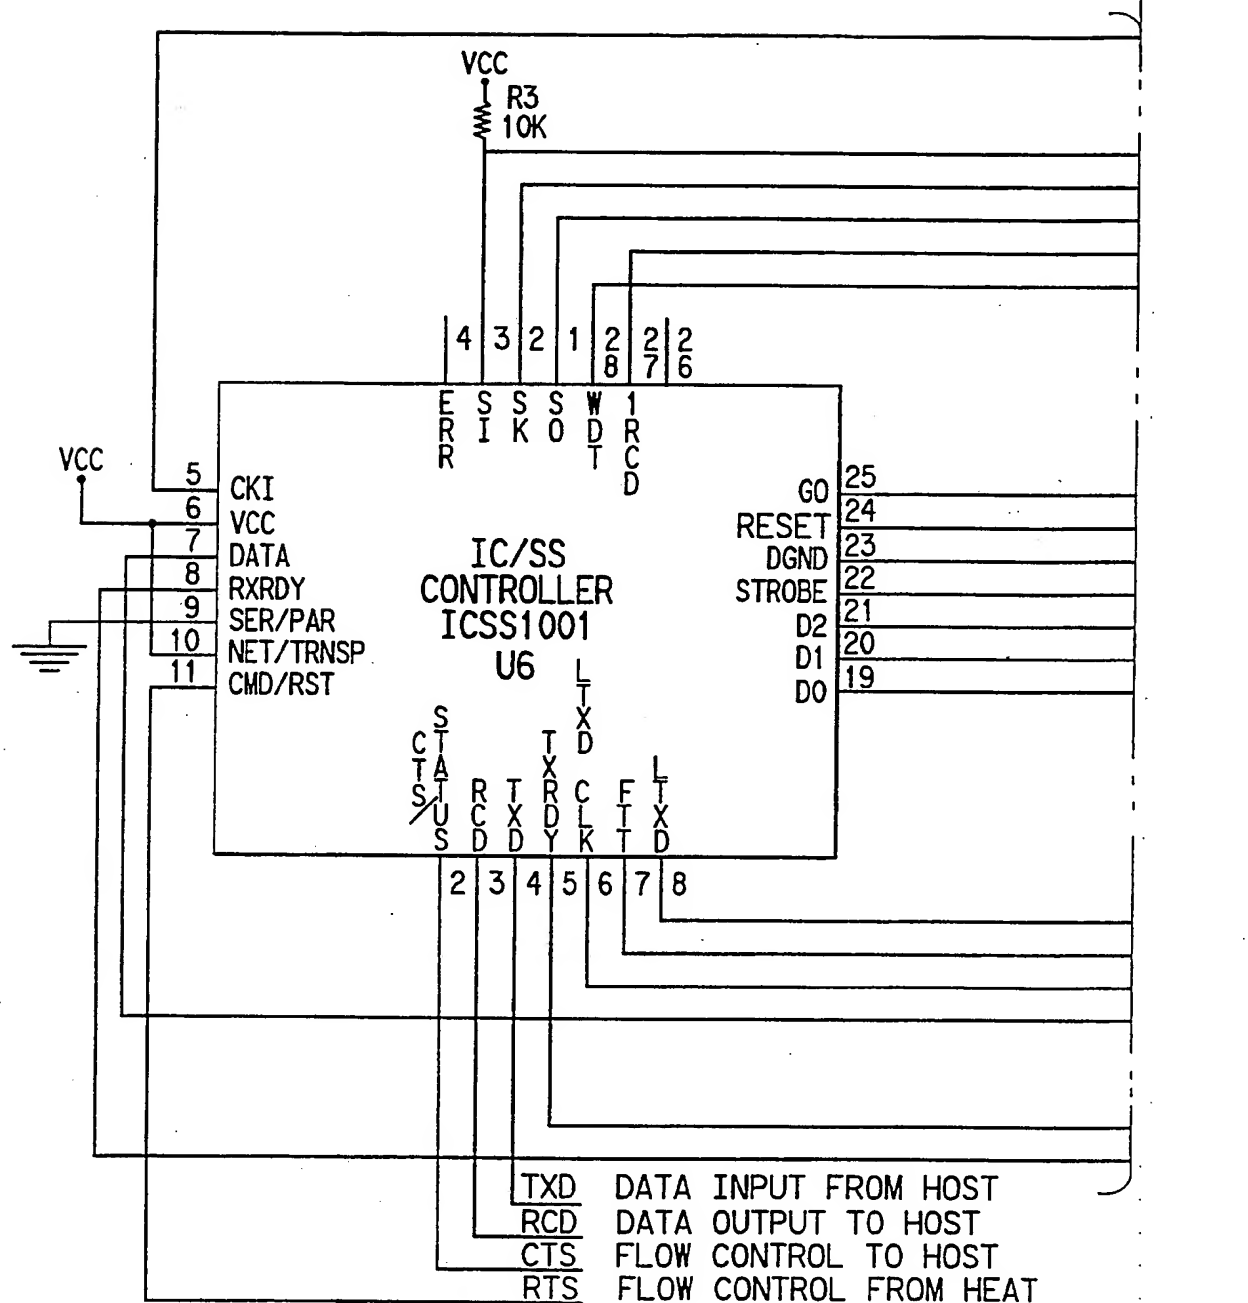 VCC
R3
10K
4 3 2 1 28 27 26
ERR SI SK SO WDT 1RCD
VCC
5 CKI
6 VCC
7 DATA
8 RXRDY
9 SER/PAR
10 NET/TRNSP
11 CMD/RST
IC/SS
CONTROLLER
ICSS1001
U6
GO 25
RESET 24
DGND 23
STROBE 22
D2 21
D1 20
D0 19
CTS/STATUS RCD TXD TXRDY LTXD CLK FTT LTXD
2 3 4 5 6 7 8
TXD DATA INPUT FROM HOST
RCD DATA OUTPUT TO HOST
CTS FLOW CONTROL TO HOST
RTS FLOW CONTROL FROM HEAT